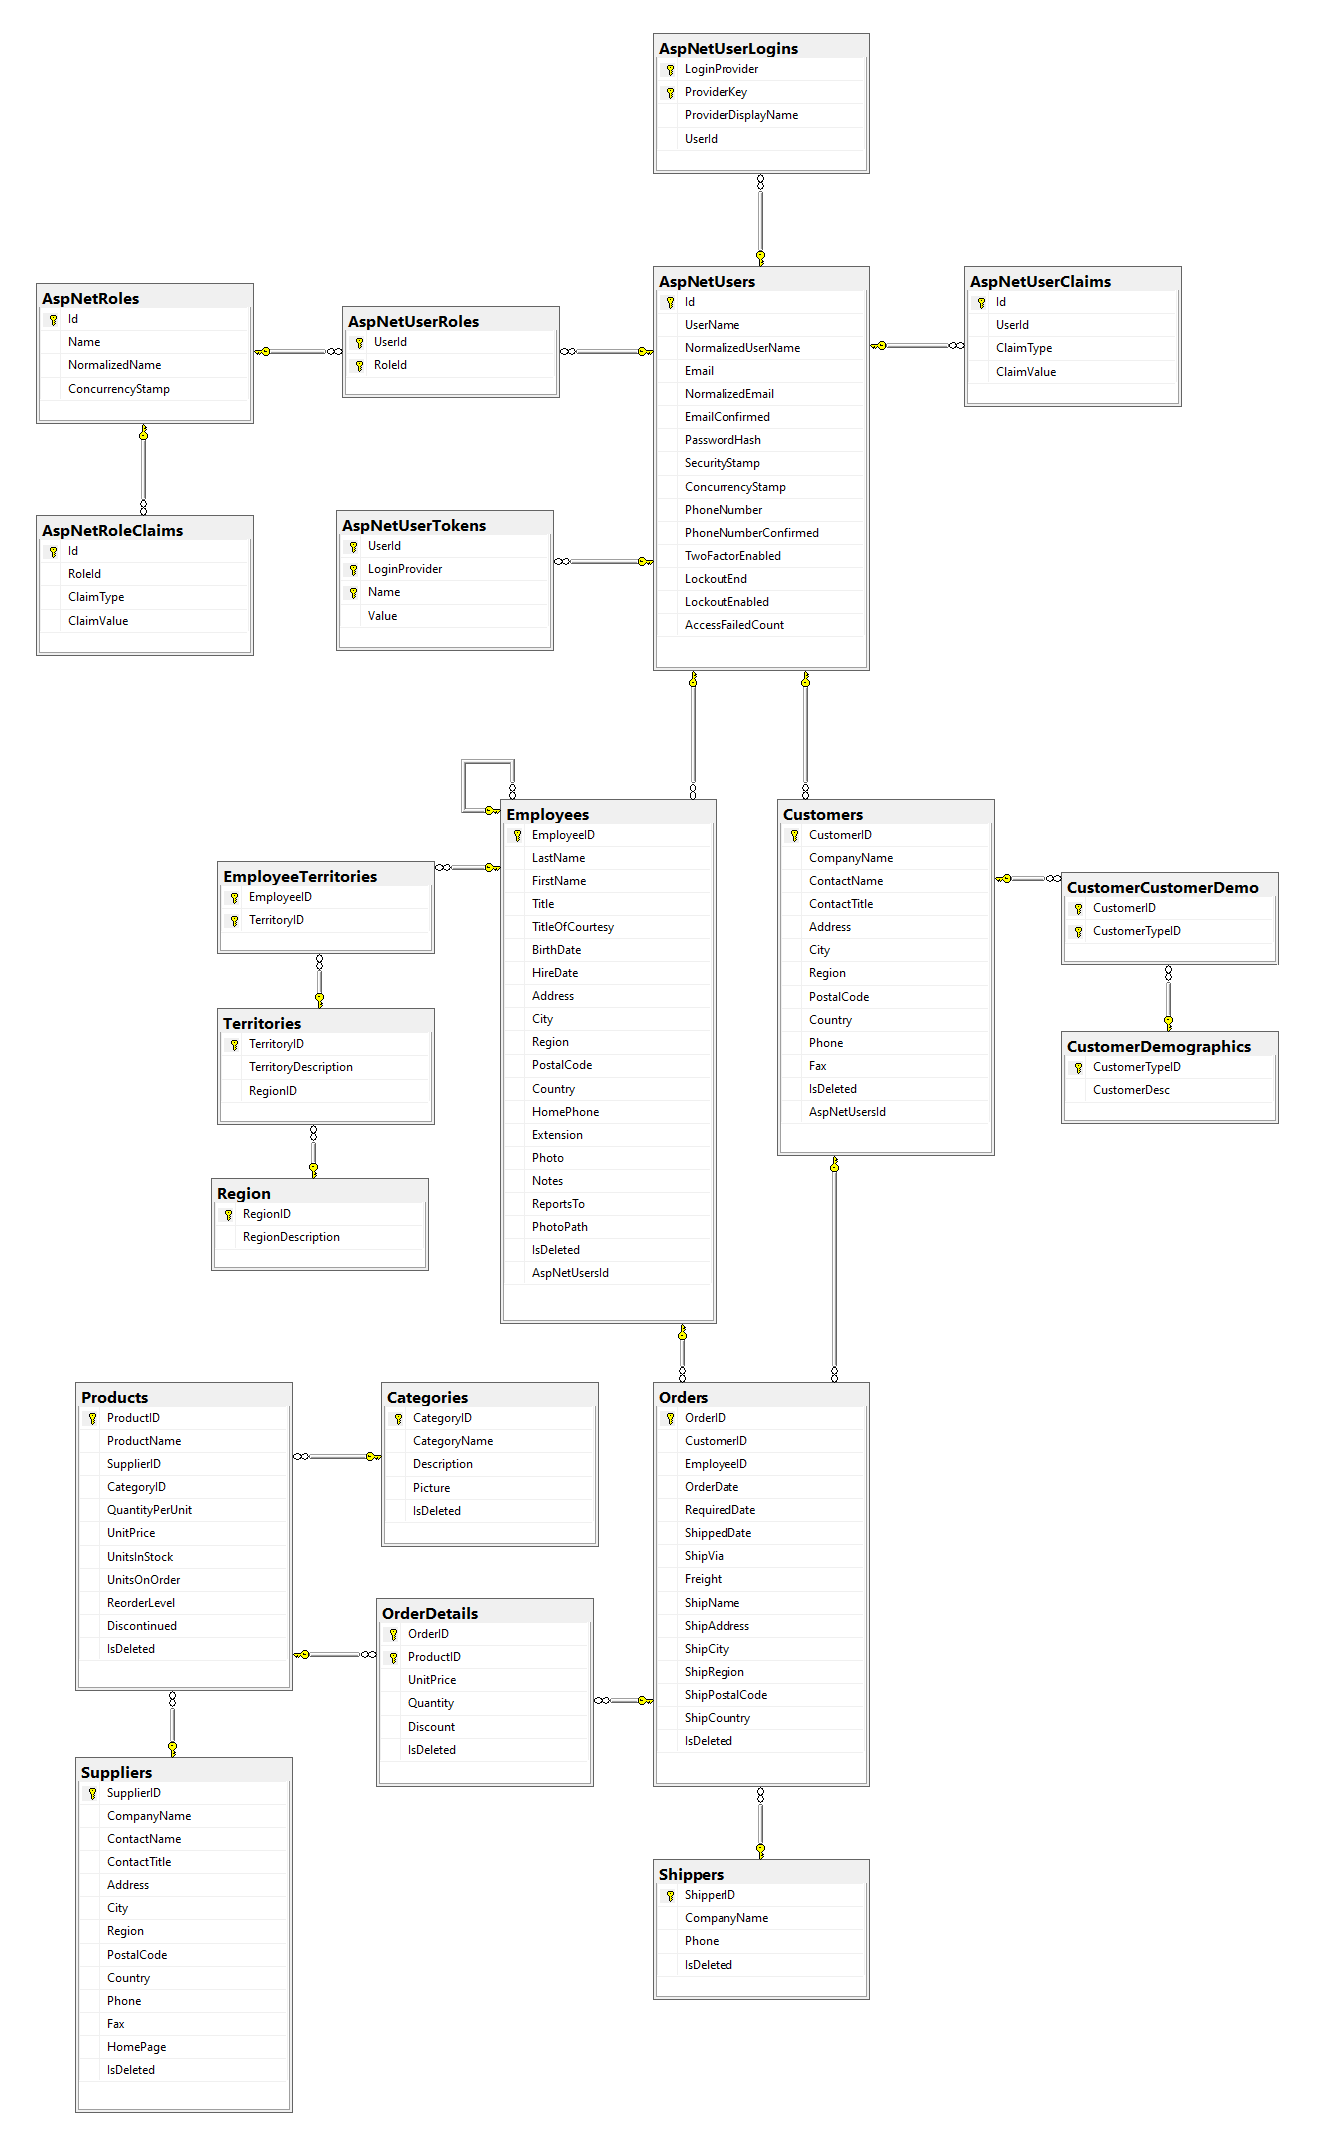 AspNetUserLogins
LoginProvider
ProviderKey
ProviderDisplayName
UserId
AspNetRoles
Id
Name
NormalizedName
ConcurrencyStamp
AspNetUserRoles
UserId
RoleId
AspNetUsers
Id
UserName
NormalizedUserName
Email
NormalizedEmail
EmailConfirmed
PasswordHash
SecurityStamp
ConcurrencyStamp
PhoneNumber
PhoneNumberConfirmed
TwoFactorEnabled
LockoutEnd
LockoutEnabled
AccessFailedCount
AspNetUserClaims
Id
UserId
ClaimType
ClaimValue
AspNetRoleClaims
Id
RoleId
ClaimType
ClaimValue
AspNetUserTokens
UserId
LoginProvider
Name
Value
Employees
EmployeeID
LastName
FirstName
Title
TitleOfCourtesy
BirthDate
HireDate
Address
City
Region
PostalCode
Country
HomePhone
Extension
Photo
Notes
ReportsTo
PhotoPath
IsDeleted
AspNetUsersId
Customers
CustomerID
CompanyName
ContactName
ContactTitle
Address
City
Region
PostalCode
Country
Phone
Fax
IsDeleted
AspNetUsersId
EmployeeTerritories
EmployeeID
TerritoryID
CustomerCustomerDemo
CustomerID
CustomerTypeID
Territories
TerritoryID
TerritoryDescription
RegionID
CustomerDemographics
CustomerTypeID
CustomerDesc
Region
RegionID
RegionDescription
Products
ProductID
ProductName
SupplierID
CategoryID
QuantityPerUnit
UnitPrice
UnitsInStock
UnitsOnOrder
ReorderLevel
Discontinued
IsDeleted
Categories
CategoryID
CategoryName
Description
Picture
IsDeleted
Orders
OrderID
CustomerID
EmployeeID
OrderDate
RequiredDate
ShippedDate
ShipVia
Freight
ShipName
ShipAddress
ShipCity
ShipRegion
ShipPostalCode
ShipCountry
IsDeleted
OrderDetails
OrderID
ProductID
UnitPrice
Quantity
Discount
IsDeleted
Suppliers
SupplierID
CompanyName
ContactName
ContactTitle
Address
City
Region
PostalCode
Country
Phone
Fax
HomePage
IsDeleted
Shippers
ShipperID
CompanyName
Phone
IsDeleted